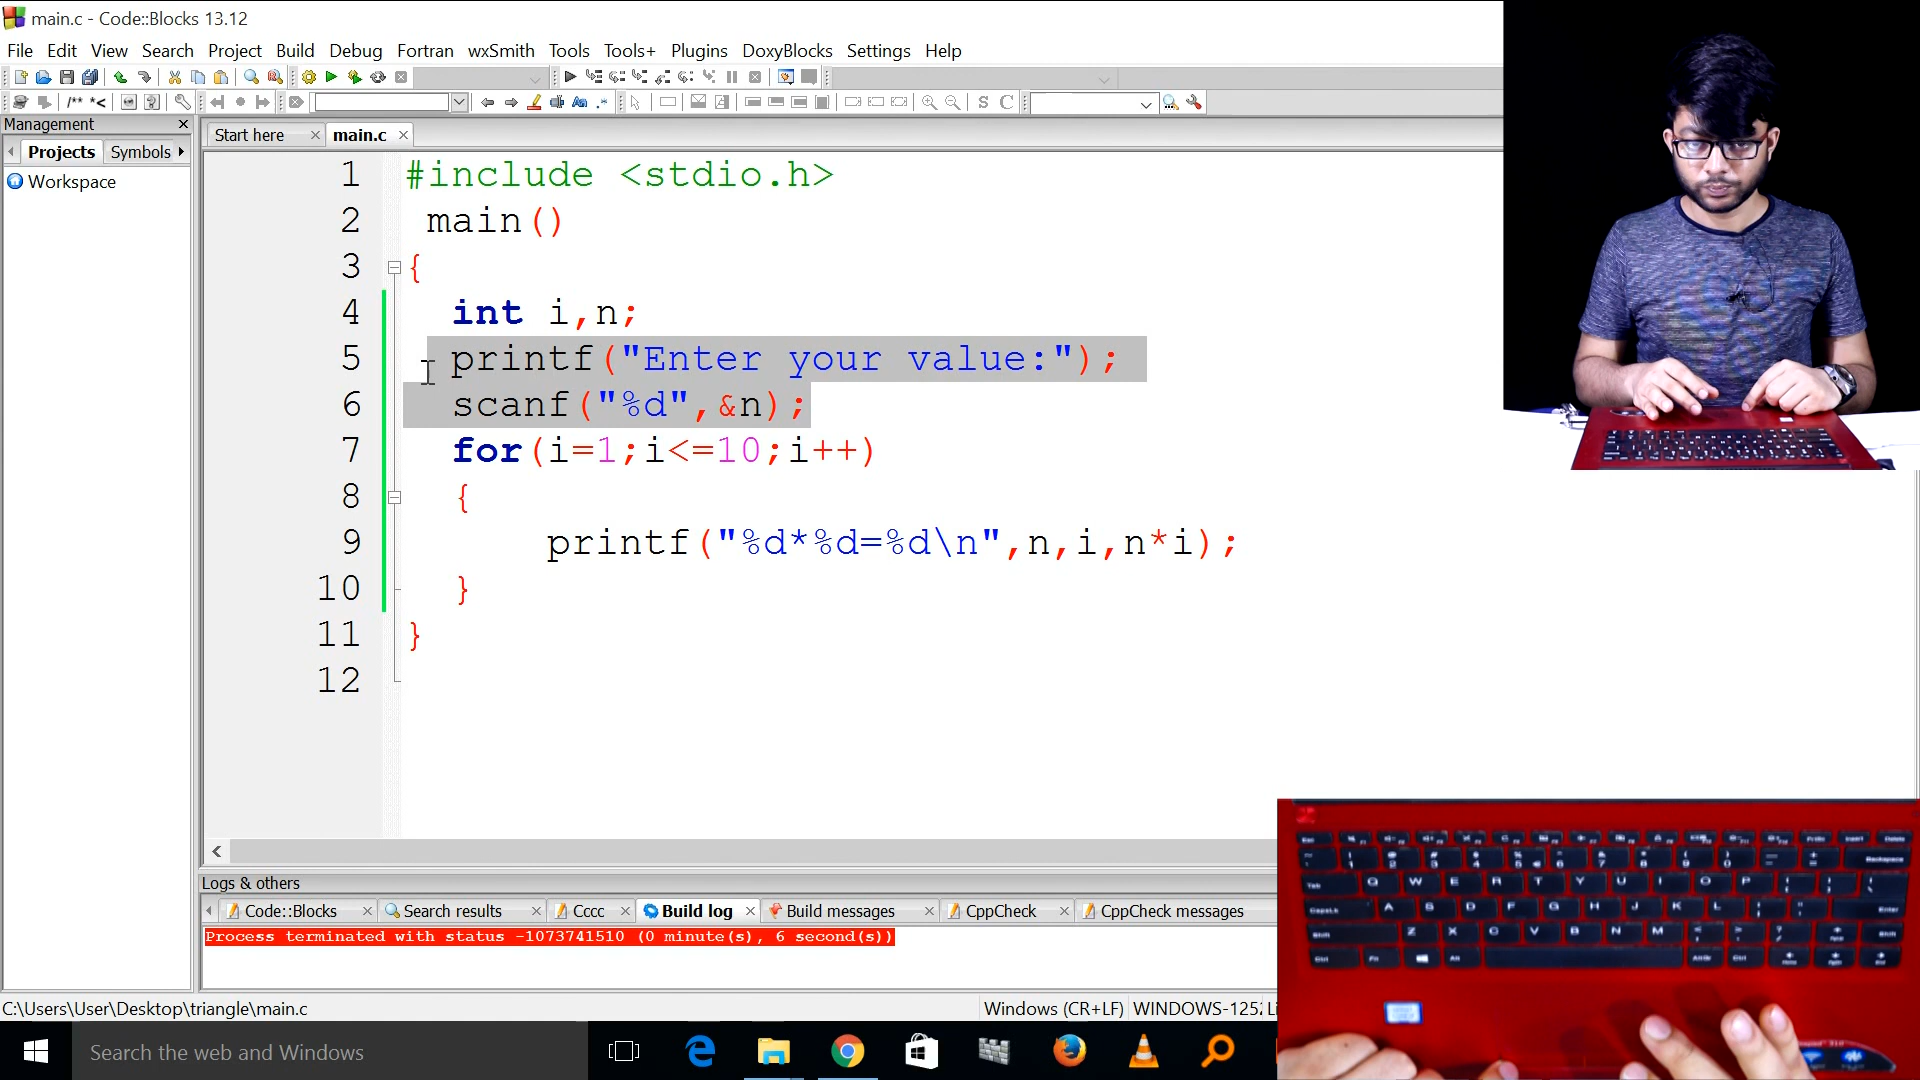 main.c - Code::Blocks 13.12
File Edit View Search Project Build Debug Fortran wxSmith Tools Tools+ Plugins DoxyBlocks Settings Help
Management
Start here main.c
Projects Symbols
Workspace
1 #include <stdio.h>
2 main()
3 {
4 int i,n;
5 printf("Enter your value:");
6 scanf("%d",&n);
7 for(i=1;i<=10;i++)
8 {
9 printf("%d*%d=%d\n",n,i,n*i);
10 }
11 }
12
Logs & others
Code::Blocks Search results Cccc Build log Build messages CppCheck CppCheck messages
Process terminated with status -1073741510 (0 minute(s), 6 second(s))
C:\Users\User\Desktop\triangle\main.c Windows (CR+LF) WINDOWS-1252
Search the web and Windows
Q W E R T Y U I O P
A S D F G H J K L
Z X C V B N M